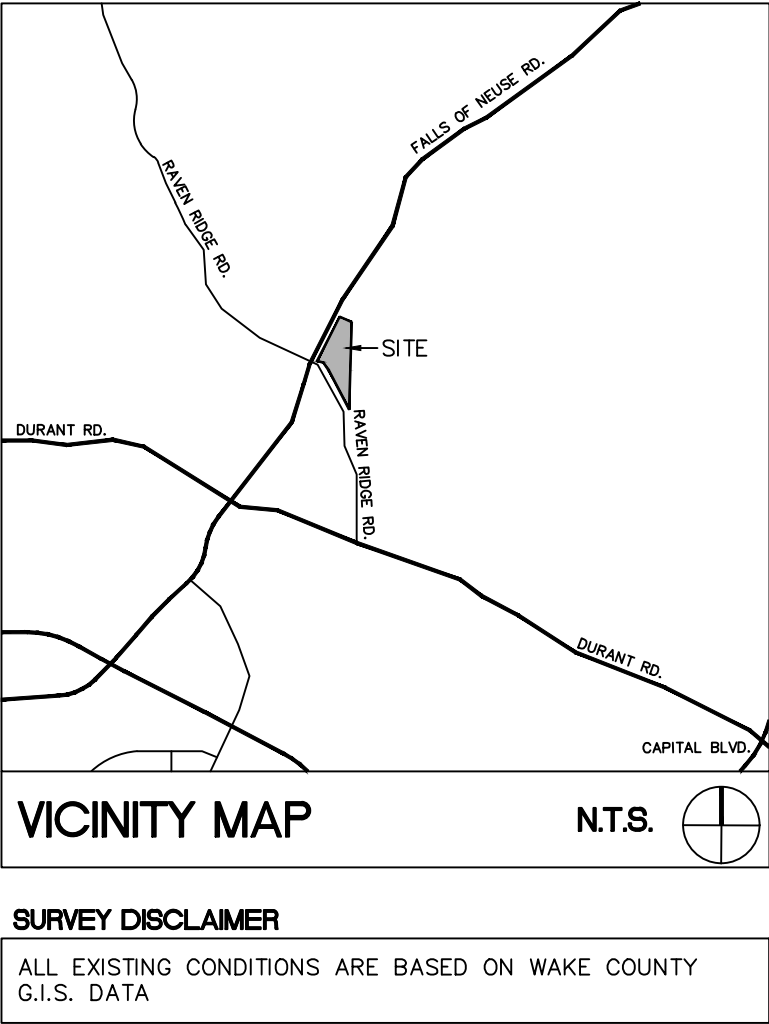 FALLS OF NEUSE RD.
RAVEN RIDGE RD.
SITE
DURANT RD.
RAVEN RIDGE RD.
DURANT RD.
CAPITAL BLVD.
VICINITY MAP
N.T.S.
SURVEY DISCLAIMER
ALL EXISTING CONDITIONS ARE BASED ON WAKE COUNTY
G.I.S. DATA